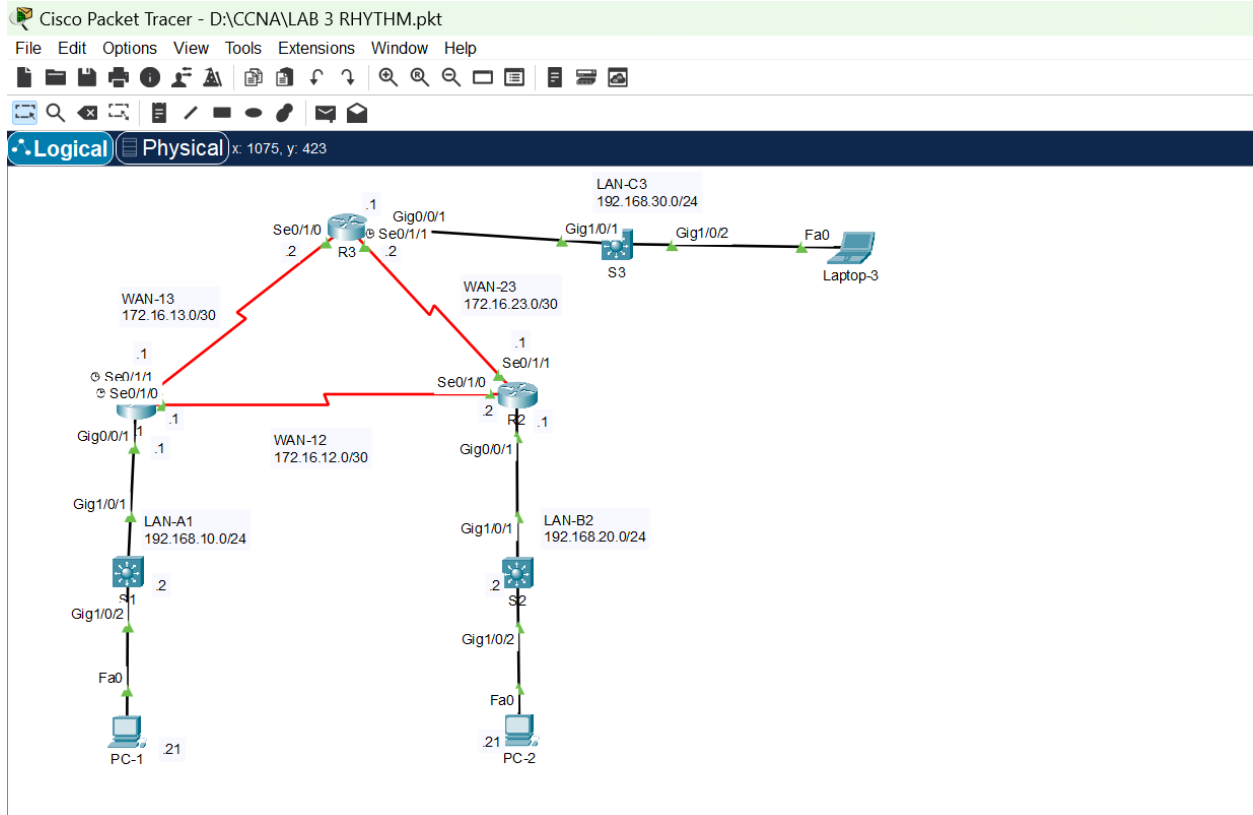 Cisco Packet Tracer - D:\CCNA\LAB 3 RHYTHM.pkt
File Edit Options View Tools Extensions Window Help
Logical Physical x: 1075, y: 423
LAN-C3
192.168.30.0/24
.1
Gig0/0/1
Se0/1/0
Se0/1/1
Gig1/0/1
Gig1/0/2
Fa0
.2
R3
.2
S3
Laptop-3
WAN-13
172.16.13.0/30
WAN-23
172.16.23.0/30
.1
Se0/1/1
Se0/1/0
.1
Se0/1/1
Se0/1/0
.2
R2
.1
.1
Gig0/0/1
1
.1
WAN-12
172.16.12.0/30
Gig0/0/1
Gig1/0/1
LAN-A1
192.168.10.0/24
Gig1/0/1
LAN-B2
192.168.20.0/24
.2
S1
.2
S2
Gig1/0/2
Gig1/0/2
Fa0
Fa0
.21
PC-1
.21
PC-2